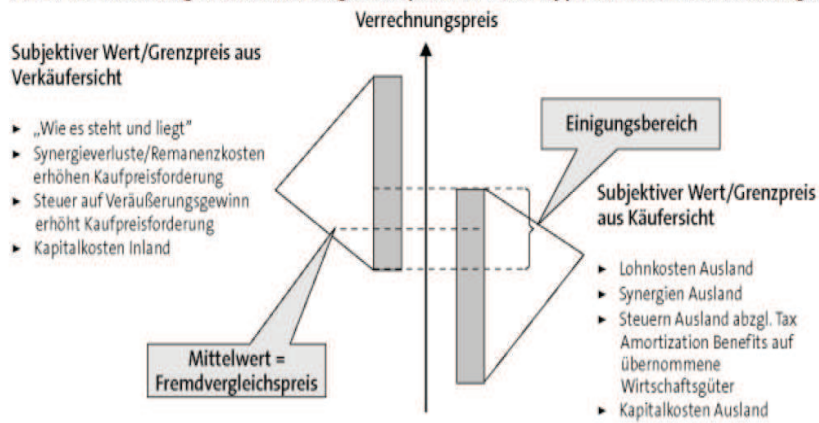 Verrechnungspreis
Subjektiver Wert/Grenzpreis aus
Verkäufersicht
► „Wie es steht und liegt"
► Synergieverluste/Remanenzkosten
erhöhen Kaufpreisforderung
► Steuer auf Veräußerungsgewinn
erhöht Kaufpreisforderung
► Kapitalkosten Inland
Mittelwert =
Fremdvergleichspreis
Einigungsbereich
Subjektiver Wert/Grenzpreis
aus Käufersicht
► Lohnkosten Ausland
► Synergien Ausland
► Steuern Ausland abzgl. Tax
Amortization Benefits auf
übernommene
Wirtschaftsgüter
► Kapitalkosten Ausland